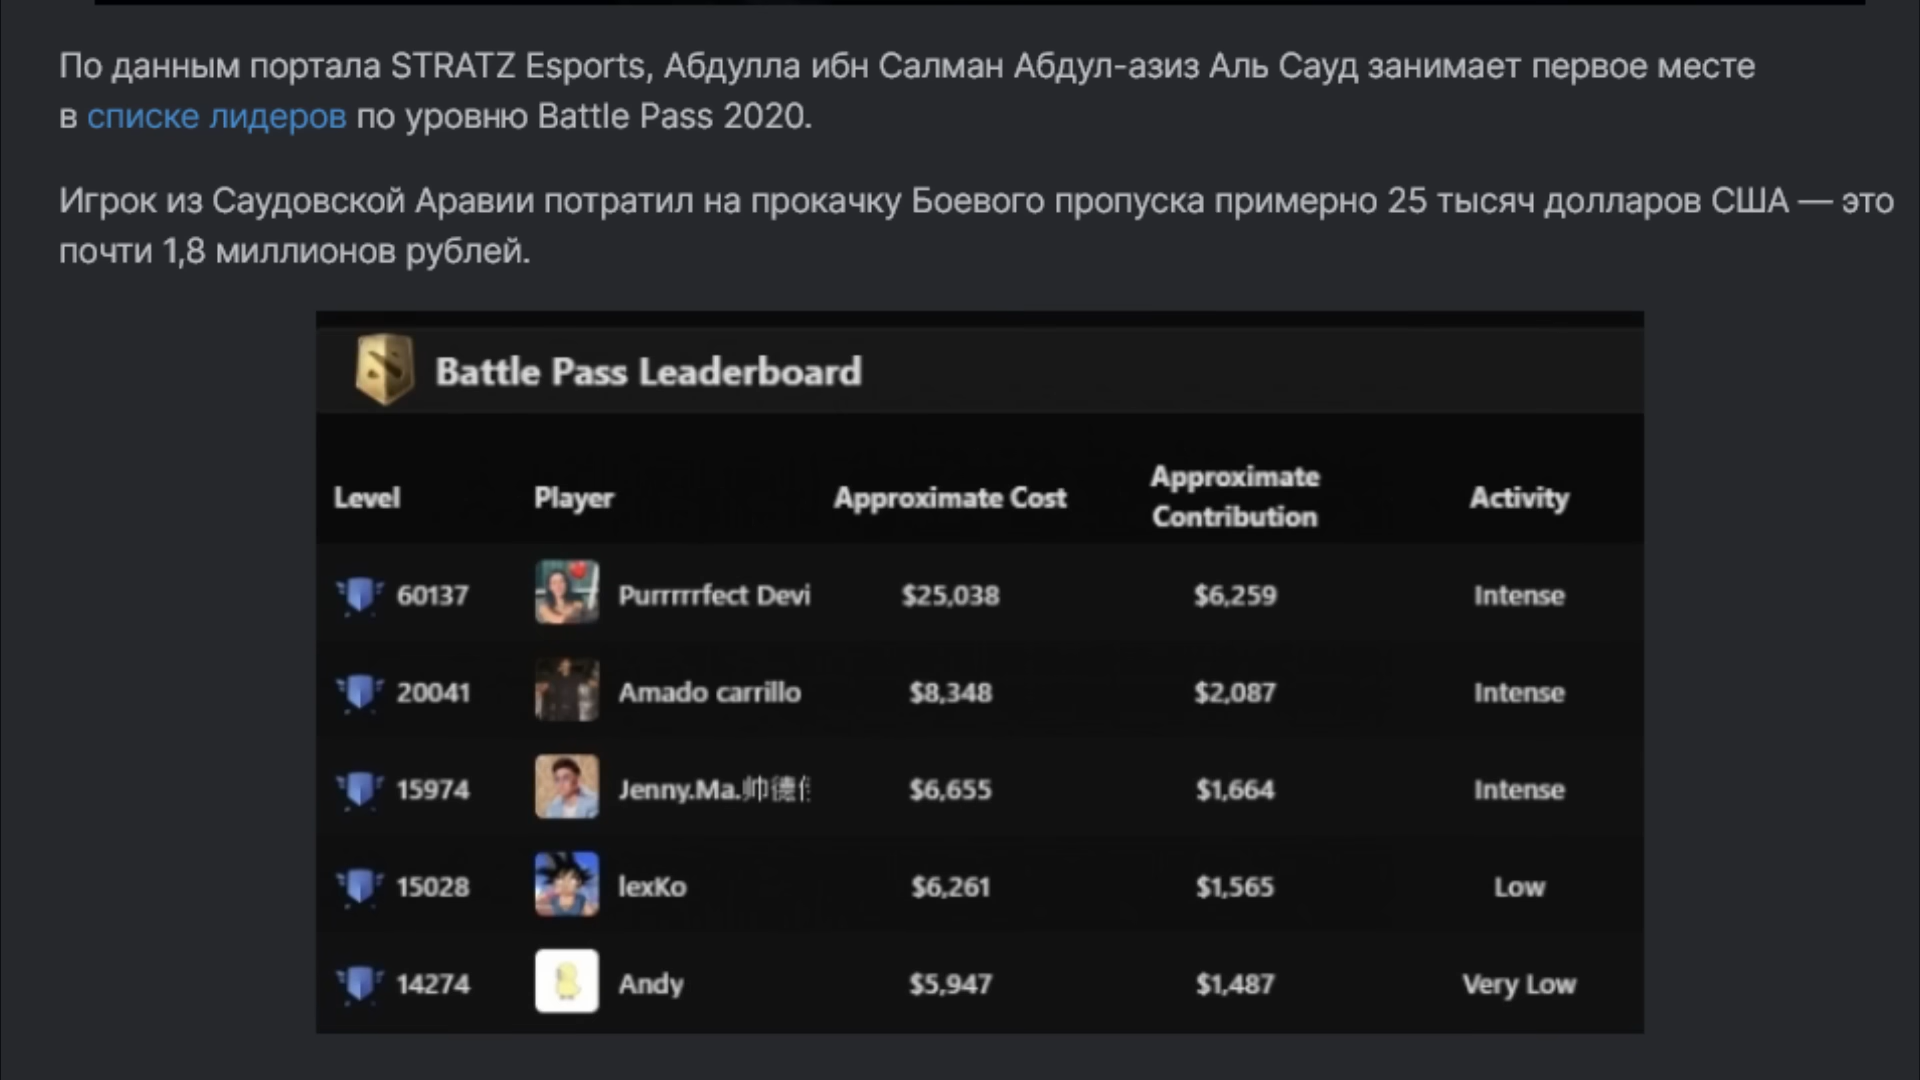 По данным портала STRATZ Esports, Абдулла ибн Салман Абдул-азиз Аль Сауд занимает первое месте
в списке лидеров по уровню Battle Pass 2020.
Игрок из Саудовской Аравии потратил на прокачку Боевого пропуска примерно 25 тысяч долларов США — это
почти 1,8 миллионов рублей.
Battle Pass Leaderboard
Level Player Approximate Cost Approximate Contribution Activity
60137 Purrrrrfect Devi $25,038 $6,259 Intense
20041 Amado carrillo $8,348 $2,087 Intense
15974 Jenny.Ma.帅德 $6,655 $1,664 Intense
15028 lexKo $6,261 $1,565 Low
14274 Andy $5,947 $1,487 Very Low